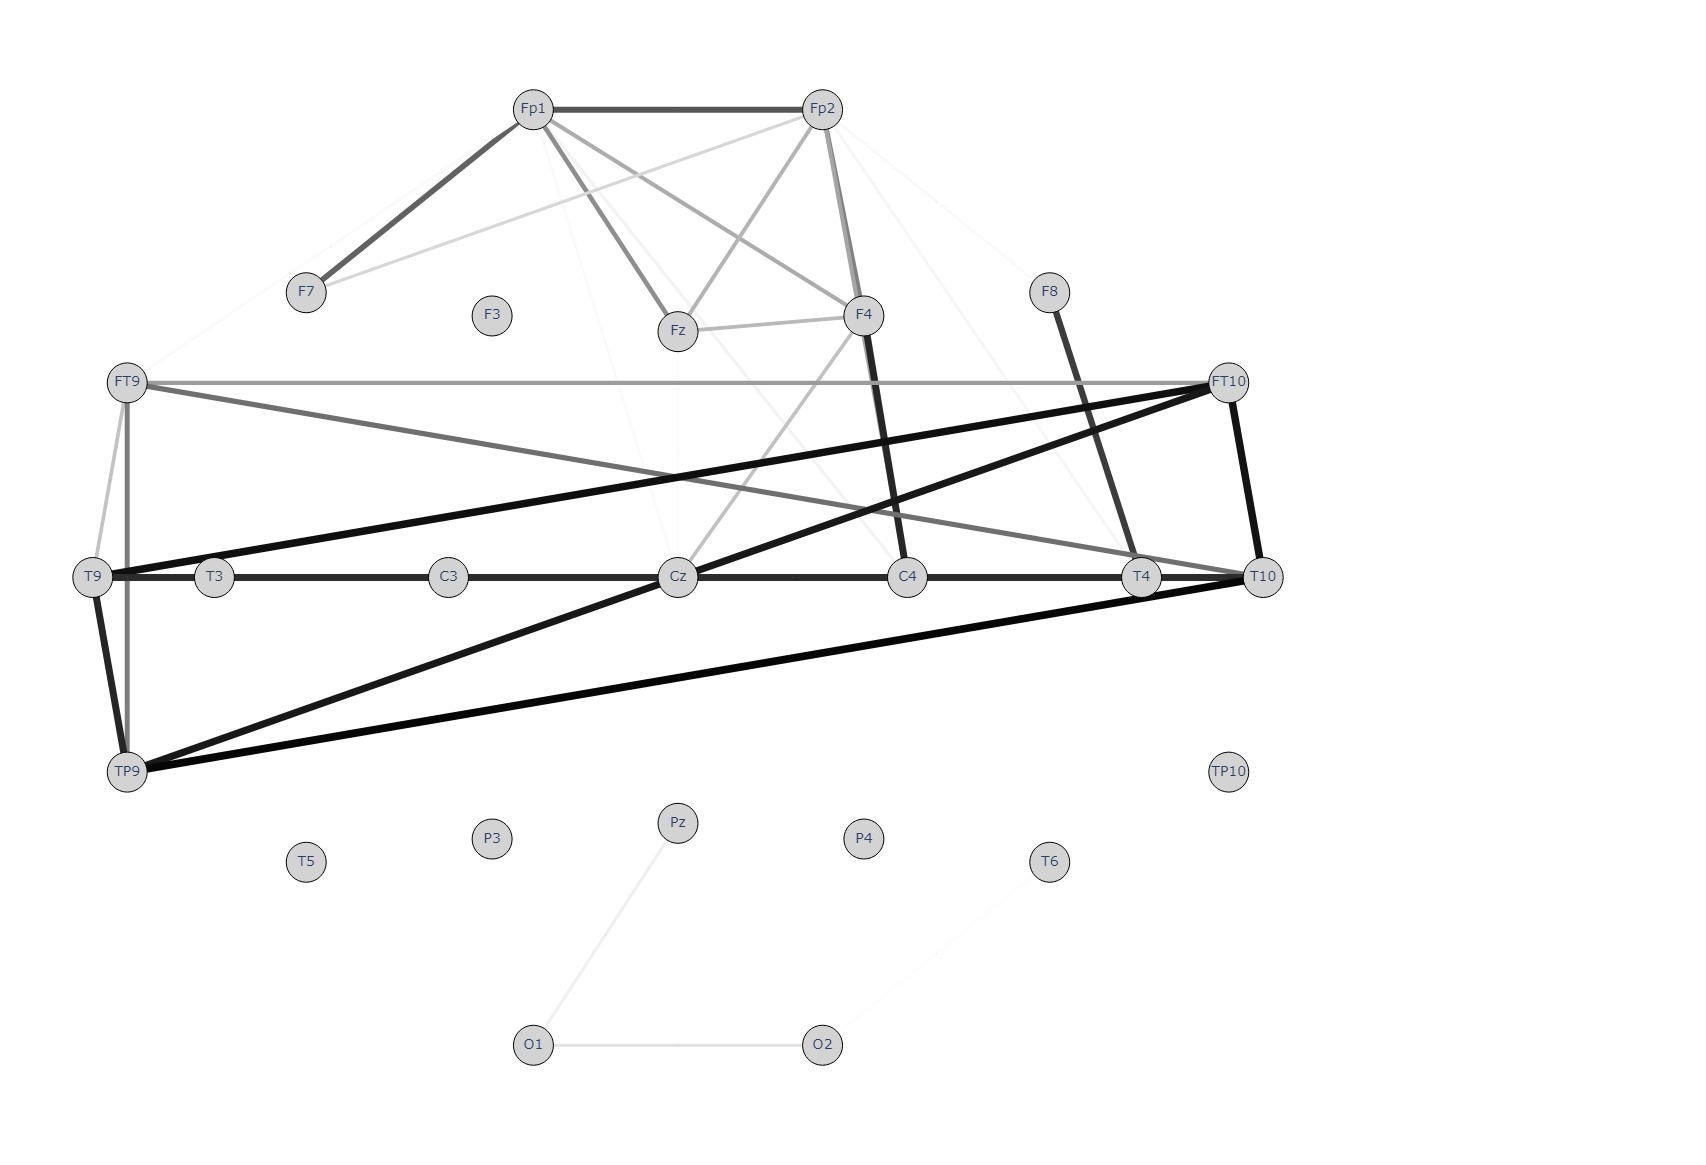 Fp1 Fp2
F7 F3 Fz F4 F8
FT9 FT10
T9 T3 C3 Cz C4 T4 T10
TP9 TP10
T5 P3 Pz P4 T6
O1 O2